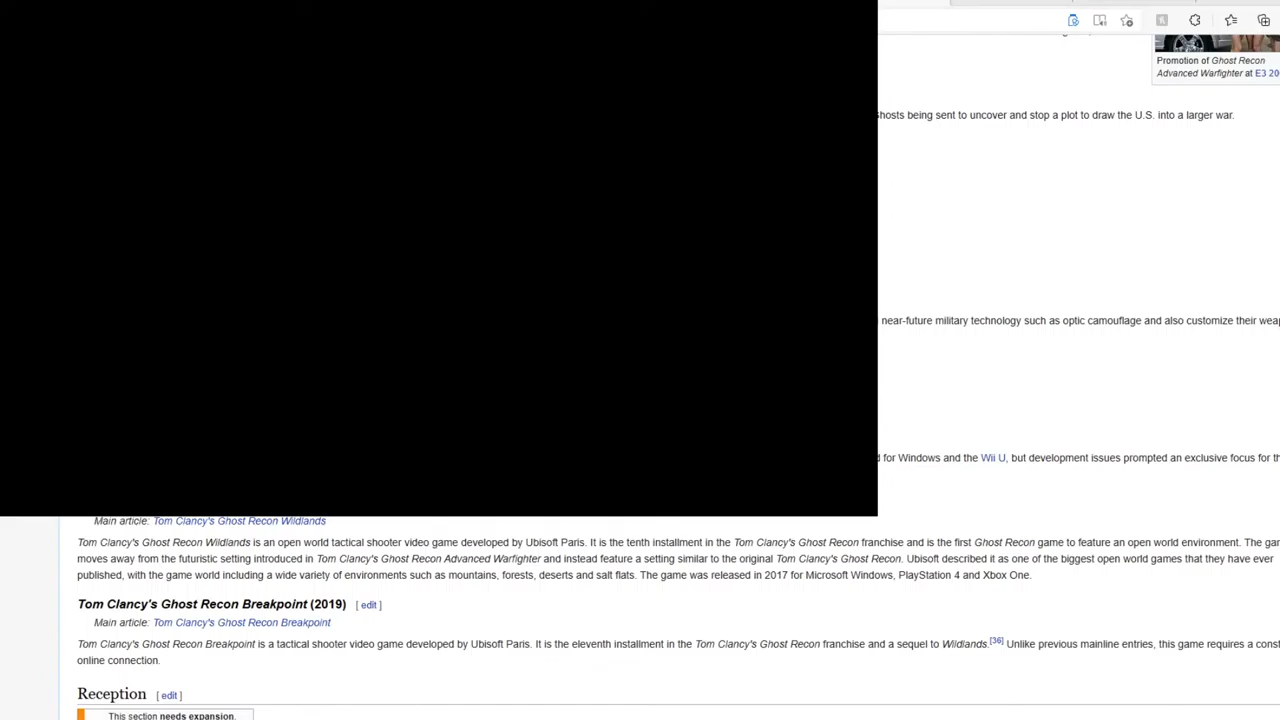 Promotion of Ghost Recon
Advanced Warfighter at E3 20
Ghosts being sent to uncover and stop a plot to draw the U.S. into a larger war.
near-future military technology such as optic camouflage and also customize their
for Windows and the Wii U, but development issues prompted an exclusive focus for
Main article: Tom Clancy's Ghost Recon Wildlands
Tom Clancy's Ghost Recon Wildlands is an open world tactical shooter video game developed by Ubisoft Paris. It is the tenth installment in the Tom Clancy's Ghost Recon franchise and is the first Ghost Recon game to feature an open world environment. The
moves away from the futuristic setting introduced in Tom Clancy's Ghost Recon Advanced Warfighter and instead feature a setting similar to the original Tom Clancy's Ghost Recon. Ubisoft described it as one of the biggest open world games that they have ever
published, with the game world including a wide variety of environments such as mountains, forests, deserts and salt flats. The game was released in 2017 for Microsoft Windows, PlayStation 4 and Xbox One.
Tom Clancy's Ghost Recon Breakpoint (2019) [ edit ]
Main article: Tom Clancy's Ghost Recon Breakpoint
Tom Clancy's Ghost Recon Breakpoint is a tactical shooter video game developed by Ubisoft Paris. It is the eleventh installment in the Tom Clancy's Ghost Recon franchise and a sequel to Wildlands.[36] Unlike previous mainline entries, this game requires a
online connection.
Reception [ edit ]
This section needs expansion.